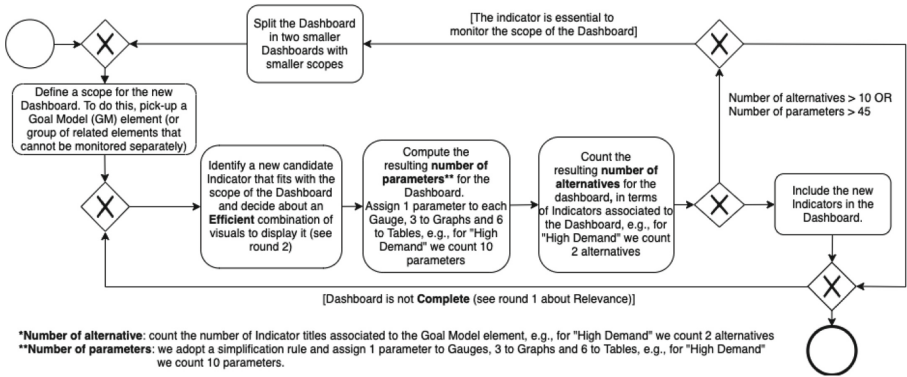 Split the Dashboard
in two smaller
Dashboards with
smaller scopes
[The indicator is essential to
monitor the scope of the Dashboard]
Define a scope for the new
Dashboard. To do this, pick-up a
Goal Model (GM) element (or
group of related elements that
cannot be monitored separately)
Number of alternatives > 10 OR
Number of parameters > 45
Identify a new candidate
Indicator that fits with the
scope of the Dashboard
and decide about an
Efficient combination of
visuals to display it (see
round 2)
Compute the
resulting number of
parameters** for the
Dashboard.
Assign 1 parameter to each
Gauge, 3 to Graphs and 6
to Tables, e.g., for "High
Demand" we count 10
parameters
Count the
resulting number of
alternatives for the
dashboard, in terms
of Indicators associated to
the Dashboard, e.g., for
"High Demand" we count
2 alternatives
Include the new
Indicators in the
Dashboard.
X
X
X
X
X
[Dashboard is not Complete (see round 1 about Relevance)]
*Number of alternative: count the number of Indicator titles associated to the Goal Model element, e.g., for "High Demand" we count 2 alternatives
**Number of parameters: we adopt a simplification rule and assign 1 parameter to Gauges, 3 to Graphs and 6 to Tables, e.g., for "High Demand"
we count 10 parameters.